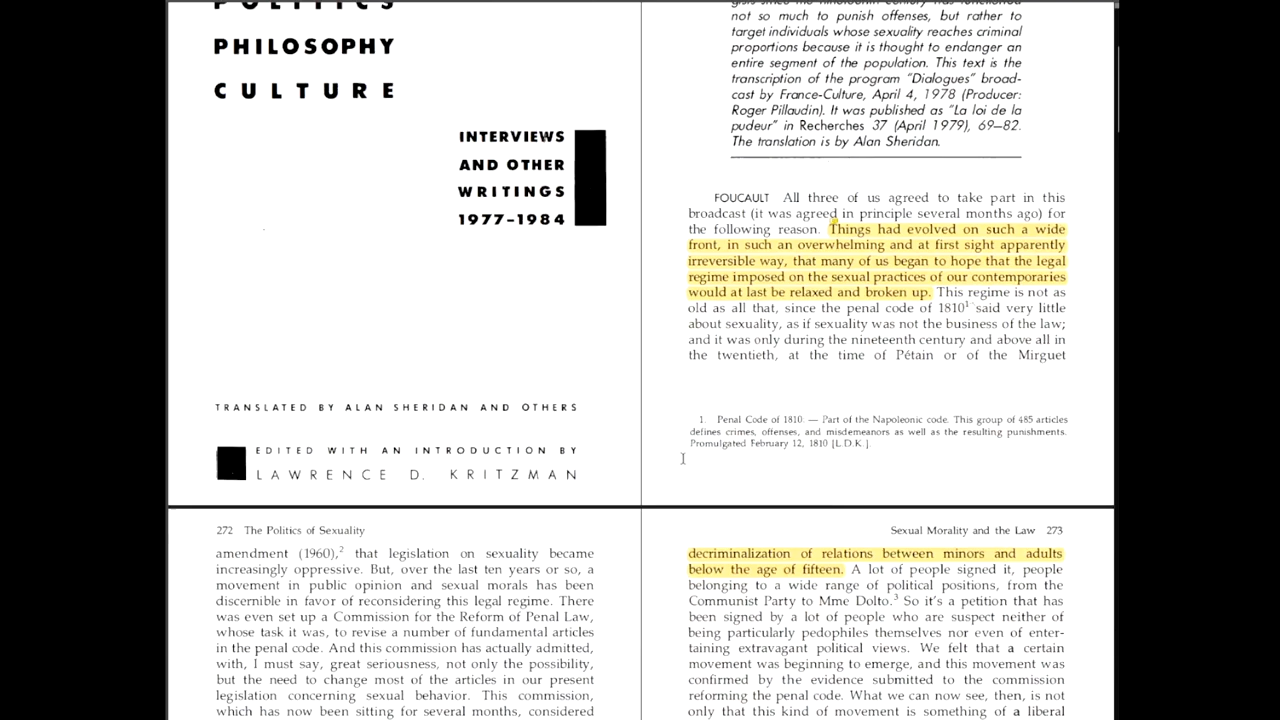 POLITICS
PHILOSOPHY
CULTURE
INTERVIEWS
AND OTHER
WRITINGS
1977–1984
TRANSLATED BY ALAN SHERIDAN AND OTHERS
EDITED WITH AN INTRODUCTION BY
LAWRENCE D. KRITZMAN
not so much to punish offenses, but rather to
target individuals whose sexuality reaches criminal
proportions because it is thought to endanger an
entire segment of the population. This text is the
transcription of the program "Dialogues" broad-
cast by France-Culture, April 4, 1978 (Producer:
Roger Pillaudin). It was published as "La loi de la
pudeur" in Recherches 37 (April 1979), 69–82.
The translation is by Alan Sheridan.
FOUCAULT All three of us agreed to take part in this
broadcast (it was agreed in principle several months ago) for
the following reason. Things had evolved on such a wide
front, in such an overwhelming and at first sight apparently
irreversible way, that many of us began to hope that the legal
regime imposed on the sexual practices of our contemporaries
would at last be relaxed and broken up. This regime is not as
old as all that, since the penal code of 1810¹ said very little
about sexuality, as if sexuality was not the business of the law;
and it was only during the nineteenth century and above all in
the twentieth, at the time of Pétain or of the Mirguet
1. Penal Code of 1810. — Part of the Napoleonic code. This group of 485 articles
defines crimes, offenses, and misdemeanors as well as the resulting punishments.
Promulgated February 12, 1810 [L.D.K.].
272 The Politics of Sexuality
amendment (1960),² that legislation on sexuality became
increasingly oppressive. But, over the last ten years or so, a
movement in public opinion and sexual morals has been
discernible in favor of reconsidering this legal regime. There
was even set up a Commission for the Reform of Penal Law,
whose task it was, to revise a number of fundamental articles
in the penal code. And this commission has actually admitted,
with, I must say, great seriousness, not only the possibility,
but the need to change most of the articles in our present
legislation concerning sexual behavior. This commission,
which has now been sitting for several months, considered
Sexual Morality and the Law 273
decriminalization of relations between minors and adults
below the age of fifteen. A lot of people signed it, people
belonging to a wide range of political positions, from the
Communist Party to Mme Dolto.³ So it's a petition that has
been signed by a lot of people who are suspect neither of
being particularly pedophiles themselves nor even of enter-
taining extravagant political views. We felt that a certain
movement was beginning to emerge, and this movement was
confirmed by the evidence submitted to the commission
reforming the penal code. What we can now see, then, is not
only that this kind of movement is something of a liberal